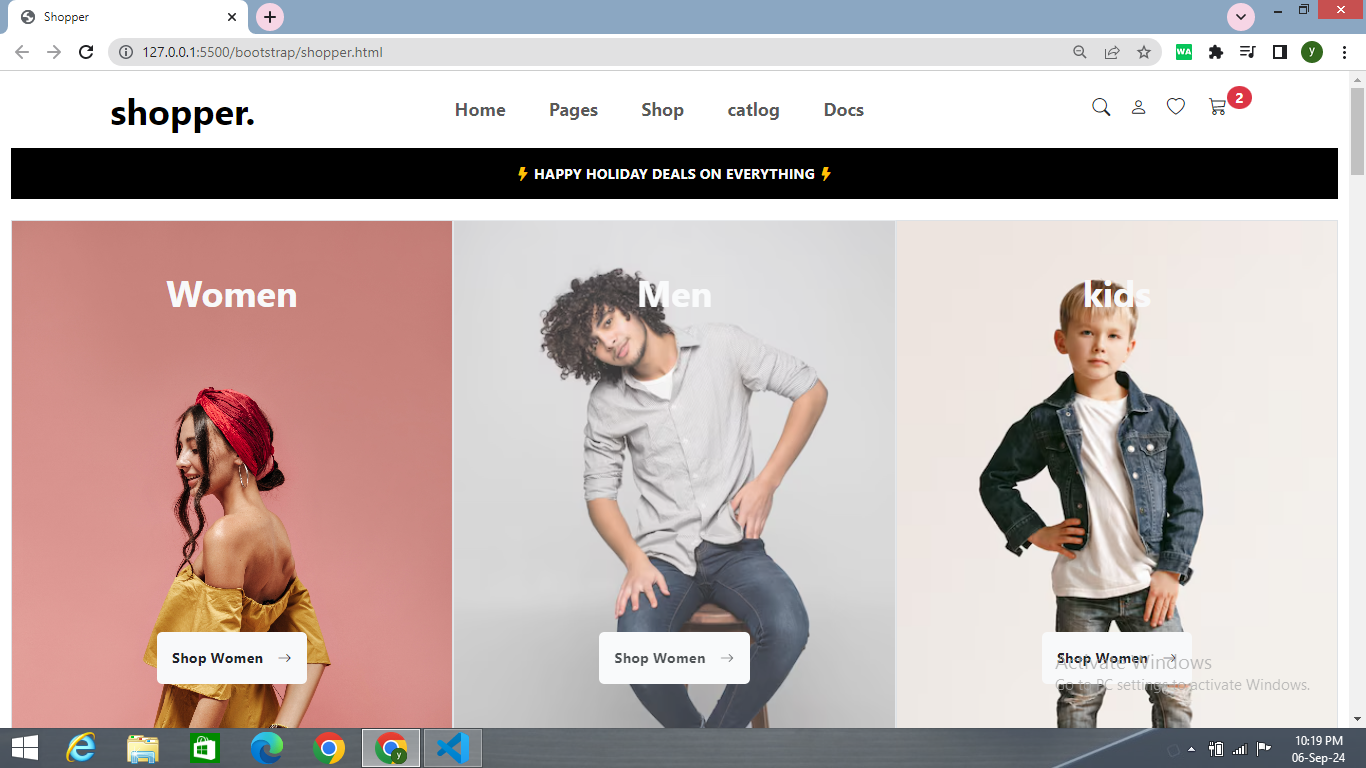 Shopper
127.0.0.1:5500/bootstrap/shopper.html
WA
y
shopper.
Home Pages Shop catlog Docs
2
HAPPY HOLIDAY DEALS ON EVERYTHING
Women Men kids
Shop Women Shop Women Shop Women
Activate Windows
Go to PC settings to activate Windows.
y
10:19 PM
06-Sep-24